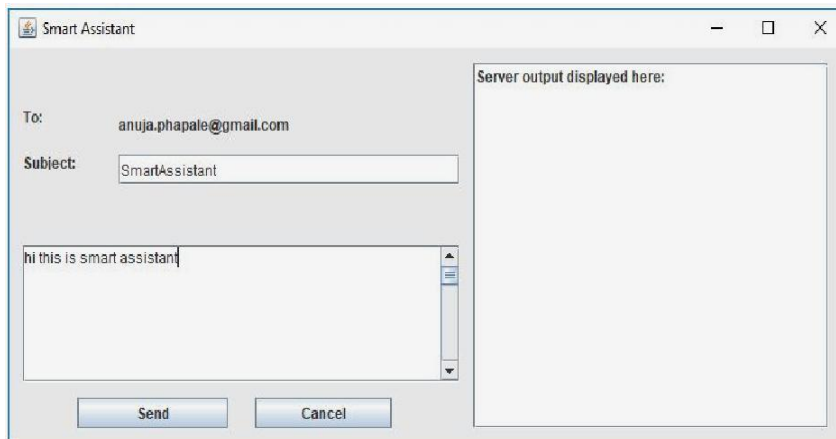 Smart Assistant
To:
anuja.phapale@gmail.com
Subject:
SmartAssistant
hi this is smart assistant
Send
Cancel
Server output displayed here: